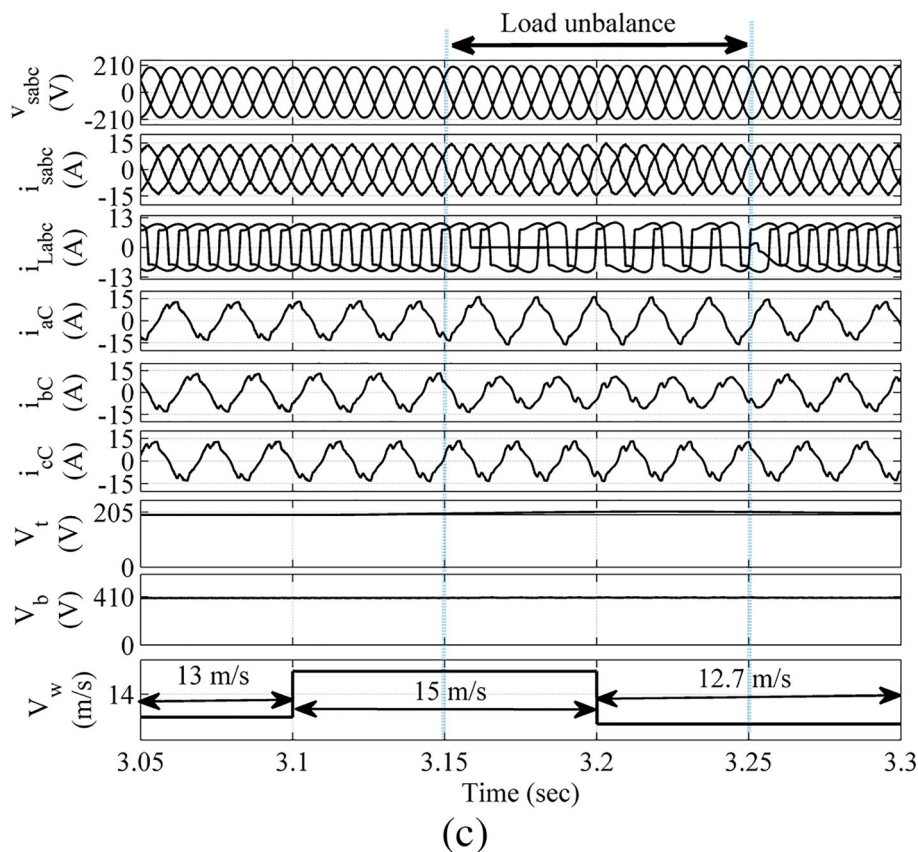 Load unbalance
v_sabc (V)
210
0
-210
i_sabc (A)
15
0
-15
i_Labc (A)
13
0
-13
i_aC (A)
15
0
-15
i_bC (A)
15
0
-15
i_cC (A)
15
0
-15
V_t (V)
205
0
V_b (V)
410
0
V_w (m/s)
14
13 m/s
15 m/s
12.7 m/s
3.05 3.1 3.15 3.2 3.25 3.3
Time (sec)
(c)